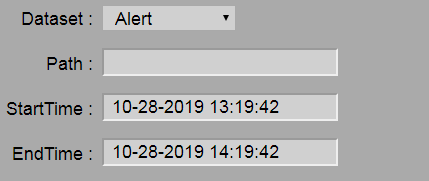 Dataset : Alert
Path :
StartTime : 10-28-2019 13:19:42
EndTime : 10-28-2019 14:19:42